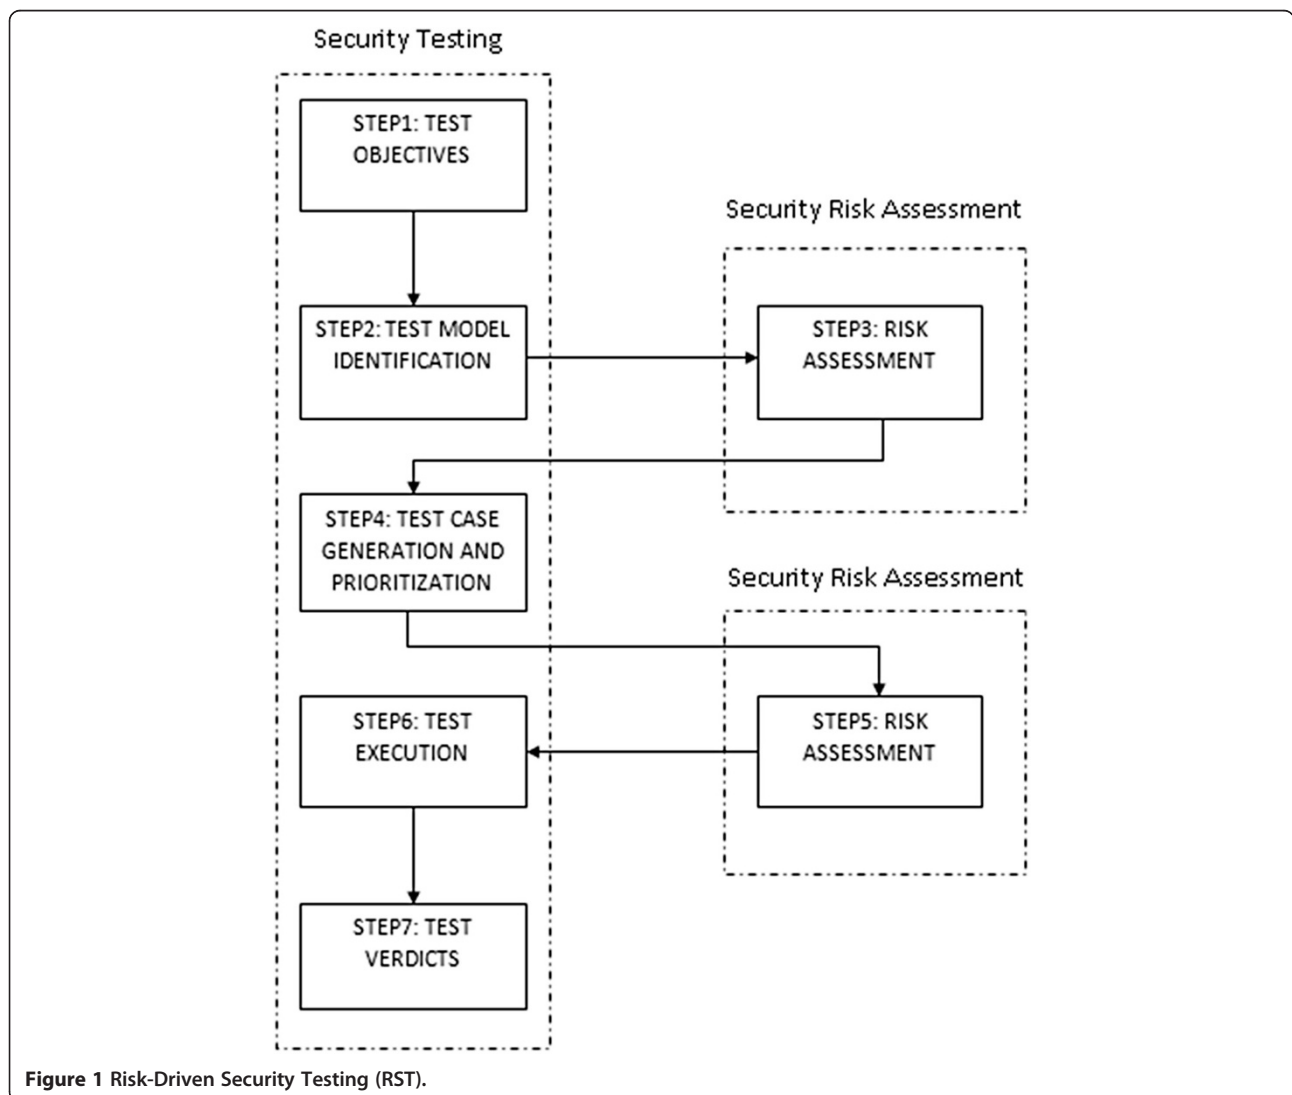 Security Testing
STEP1: TEST
OBJECTIVES
Security Risk Assessment
STEP2: TEST MODEL
IDENTIFICATION
STEP3: RISK
ASSESSMENT
STEP4: TEST CASE
GENERATION AND
PRIORITIZATION
Security Risk Assessment
STEP6: TEST
EXECUTION
STEP5: RISK
ASSESSMENT
STEP7: TEST
VERDICTS
Figure 1 Risk-Driven Security Testing (RST).